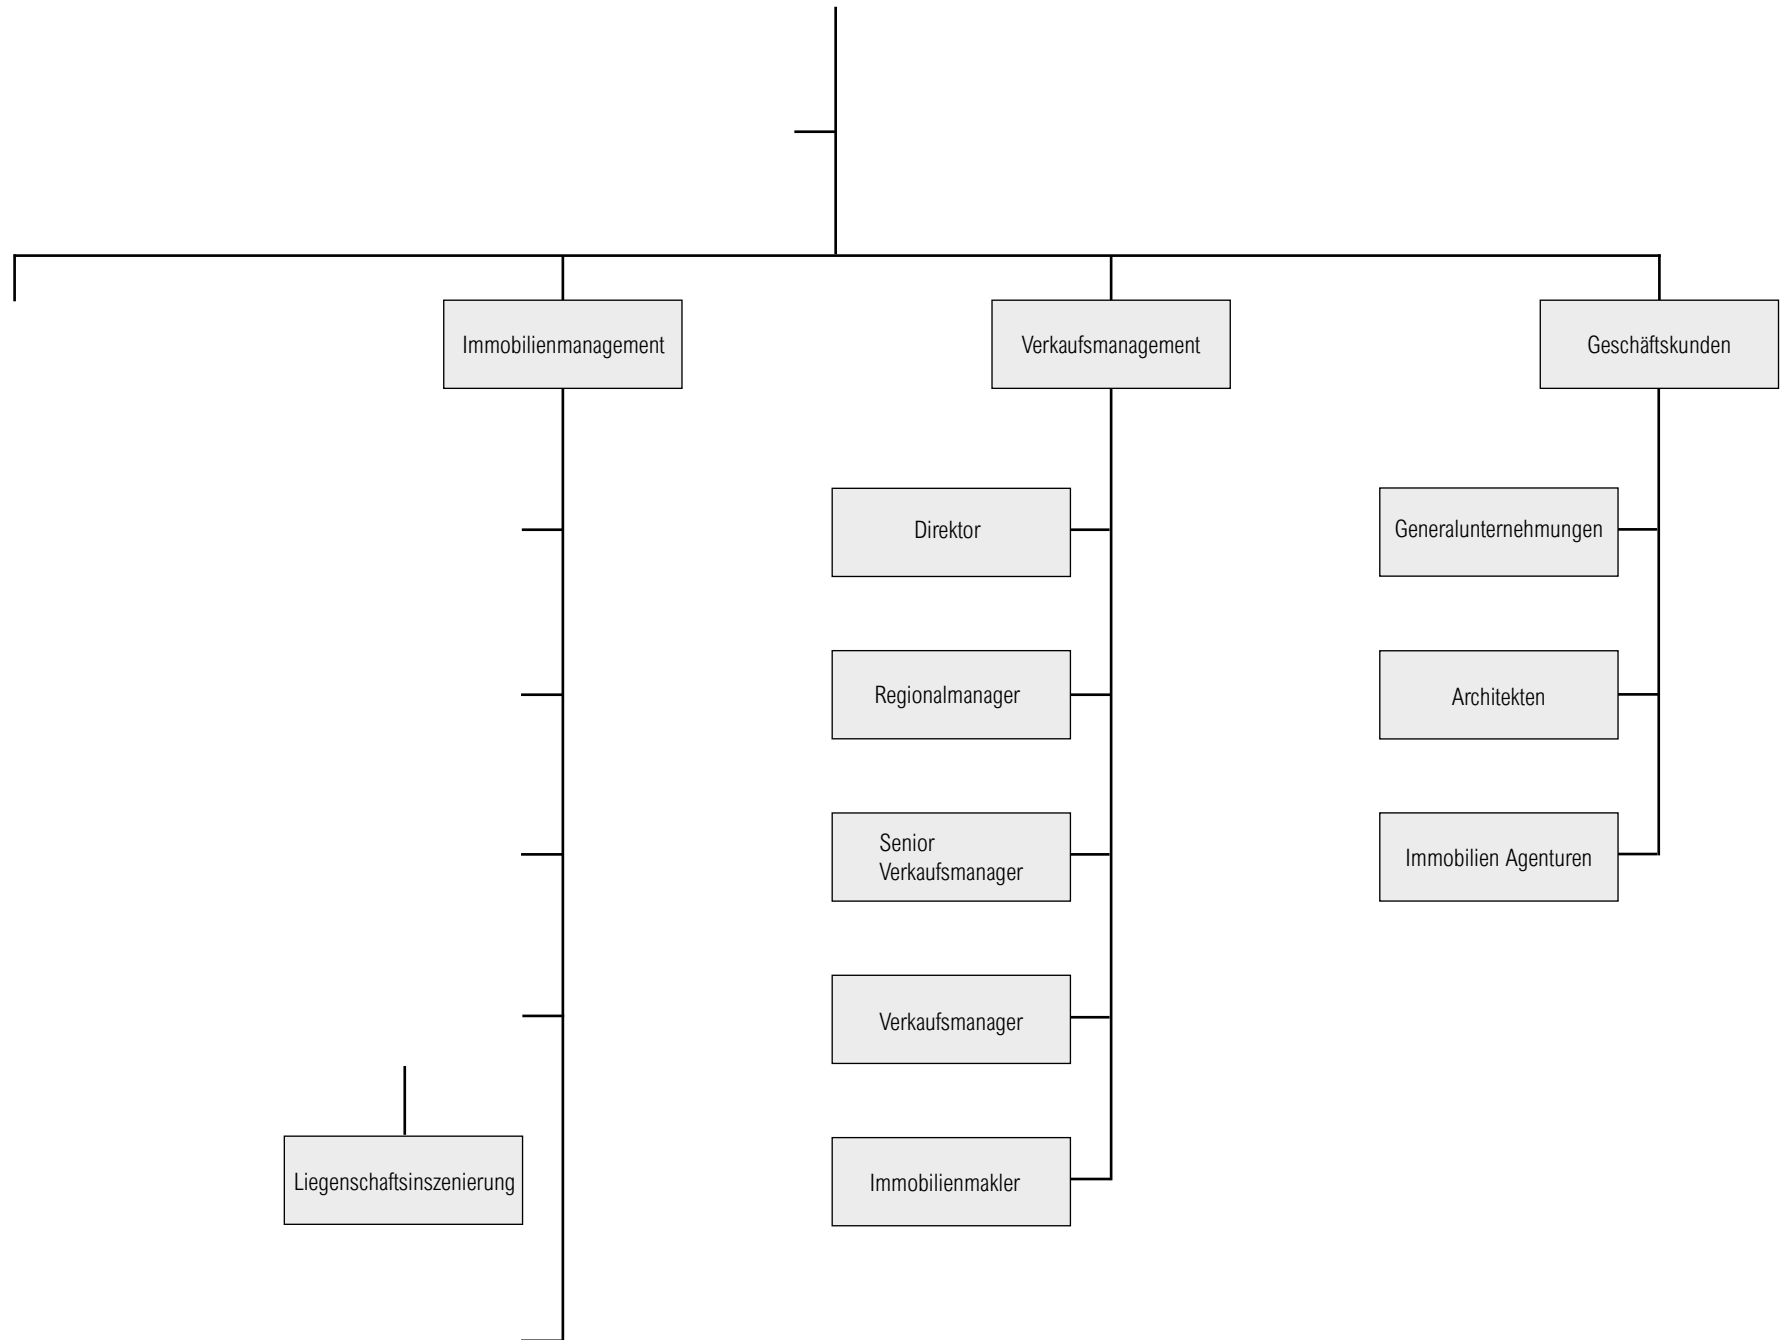 Immobilienmanagement
Verkaufsmanagement
Geschäftskunden
Direktor
Generalunternehmungen
Regionalmanager
Architekten
Senior
Verkaufsmanager
Immobilien Agenturen
Verkaufsmanager
Liegenschaftsinszenierung
Immobilienmakler